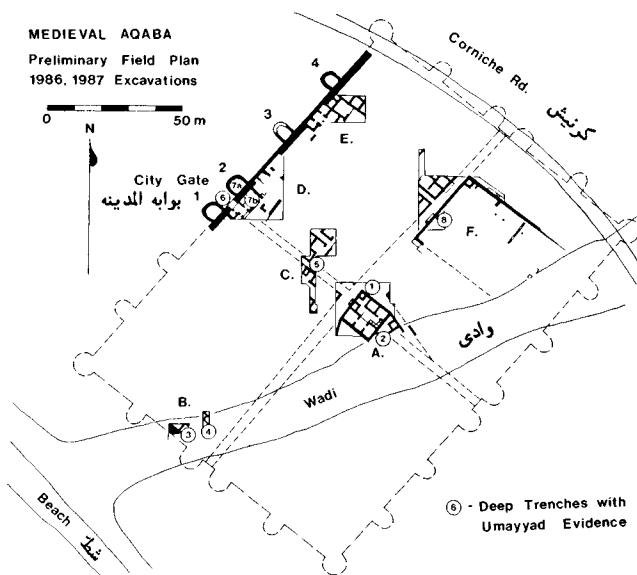 MEDIEVAL AQABA
Preliminary Field Plan
1986, 1987 Excavations
0 50 m
N
Corniche Rd.
كرنيش
4
3
E.
City Gate
بوابه المدينه
2
1
7a
6
7b
D.
8
F.
C.
5
1
2
A.
وادى
Wadi
B.
3
4
Beach
شط
6 - Deep Trenches with
Umayyad Evidence